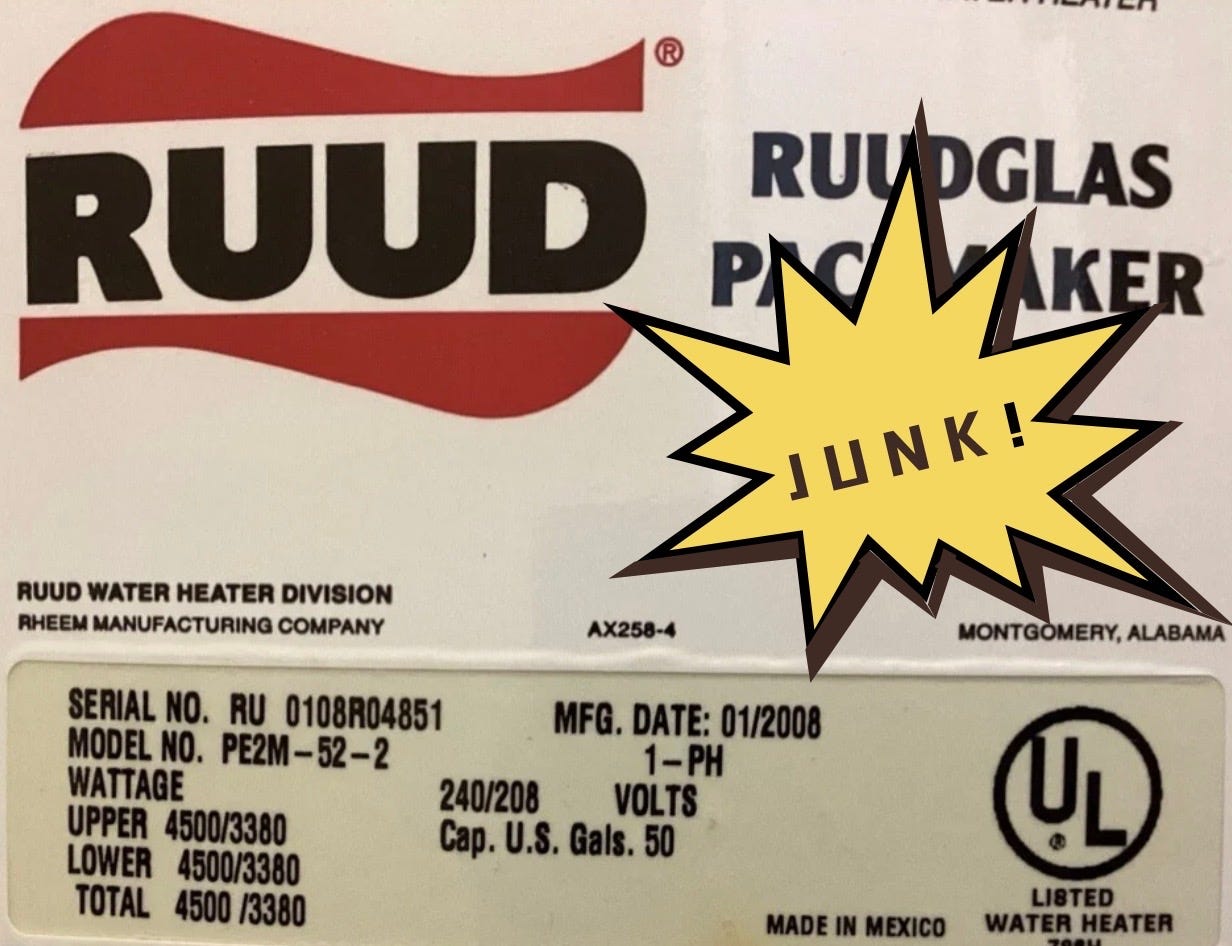 RUUD®
RUUDGLAS
JUNK!
RUUD WATER HEATER DIVISION
RHEEM MANUFACTURING COMPANY
AX258-4
MONTGOMERY, ALABAMA
SERIAL NO. RU 0108R04851
MFG. DATE: 01/2008
MODEL NO. PE2M-52-2
1-PH
WATTAGE
240/208 VOLTS
UPPER 4500/3380
Cap. U.S. Gals. 50
LOWER 4500/3380
TOTAL 4500 /3380
UL®
LISTED
MADE IN MEXICO
WATER HEATER